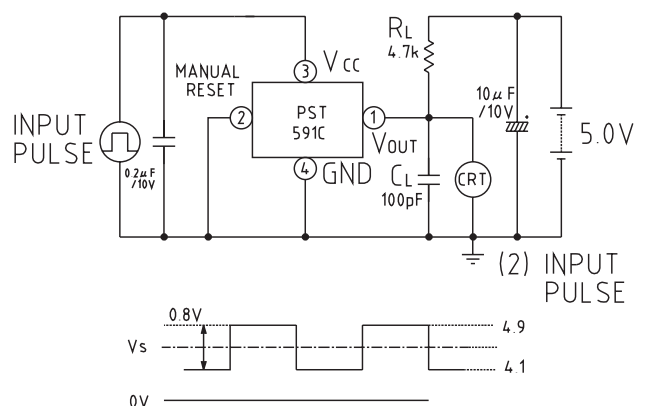 RL
4.7k
3
VCC
MANUAL
RESET
2
PST
591C
1
VOUT
10μF
/10V
5.0V
INPUT
PULSE
0.2μF
/10V
4
GND
CL
100pF
CRT
(2) INPUT
PULSE
0.8V
4.9
Vs
4.1
0V